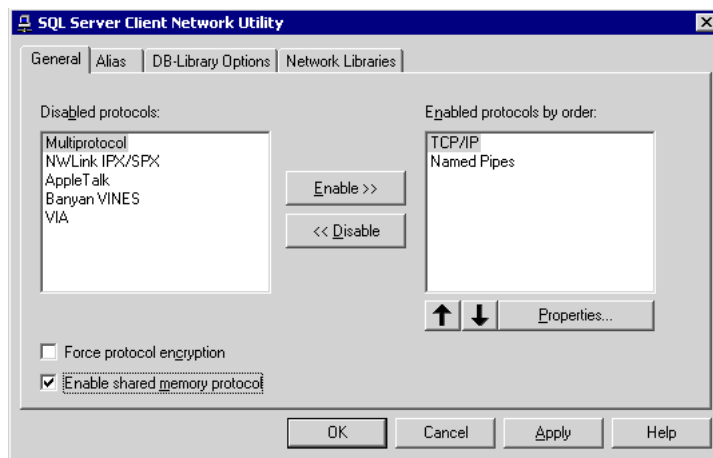 SQL Server Client Network Utility
General Alias DB-Library Options Network Libraries
Disabled protocols:
Multiprotocol
NWLink IPX/SPX
AppleTalk
Banyan VINES
VIA
Enable >>
<< Disable
Enabled protocols by order:
TCP/IP
Named Pipes
Properties...
Force protocol encryption
Enable shared memory protocol
OK Cancel Apply Help